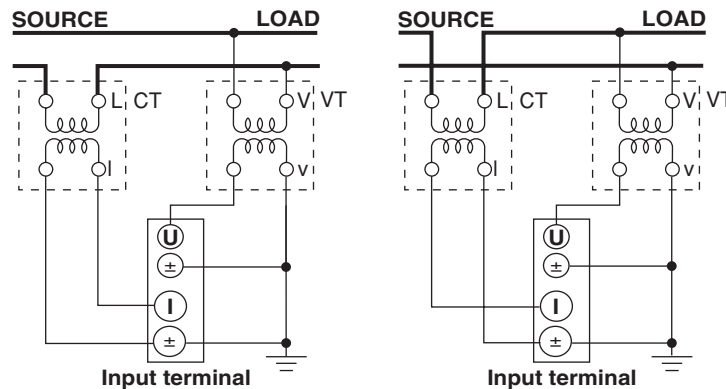 SOURCE LOAD
L CT V VT
l v
U
±
I
±
Input terminal
SOURCE LOAD
L CT V VT
l v
U
±
I
±
Input terminal